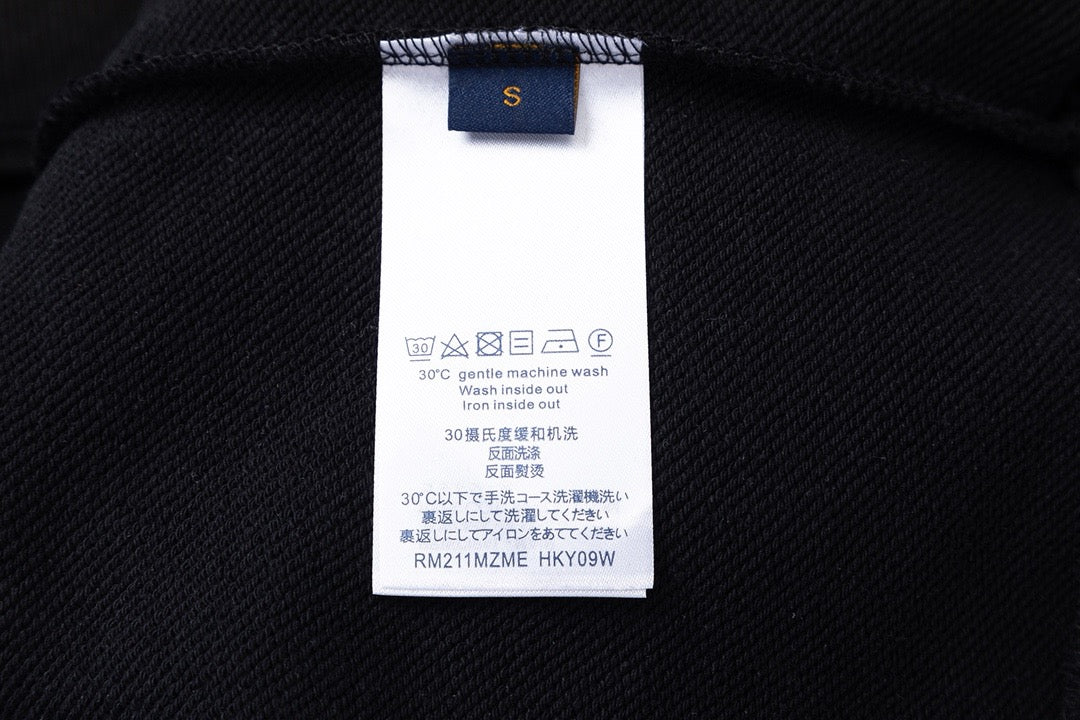 S
30
F
30°C gentle machine wash
Wash inside out
Iron inside out
30摄氏度缓和机洗
反面洗涤
反面熨烫
30°C以下で手洗コース洗濯機洗い
裏返しにして洗濯してください
裏返しにしてアイロンをあててください
RM211MZME HKY09W